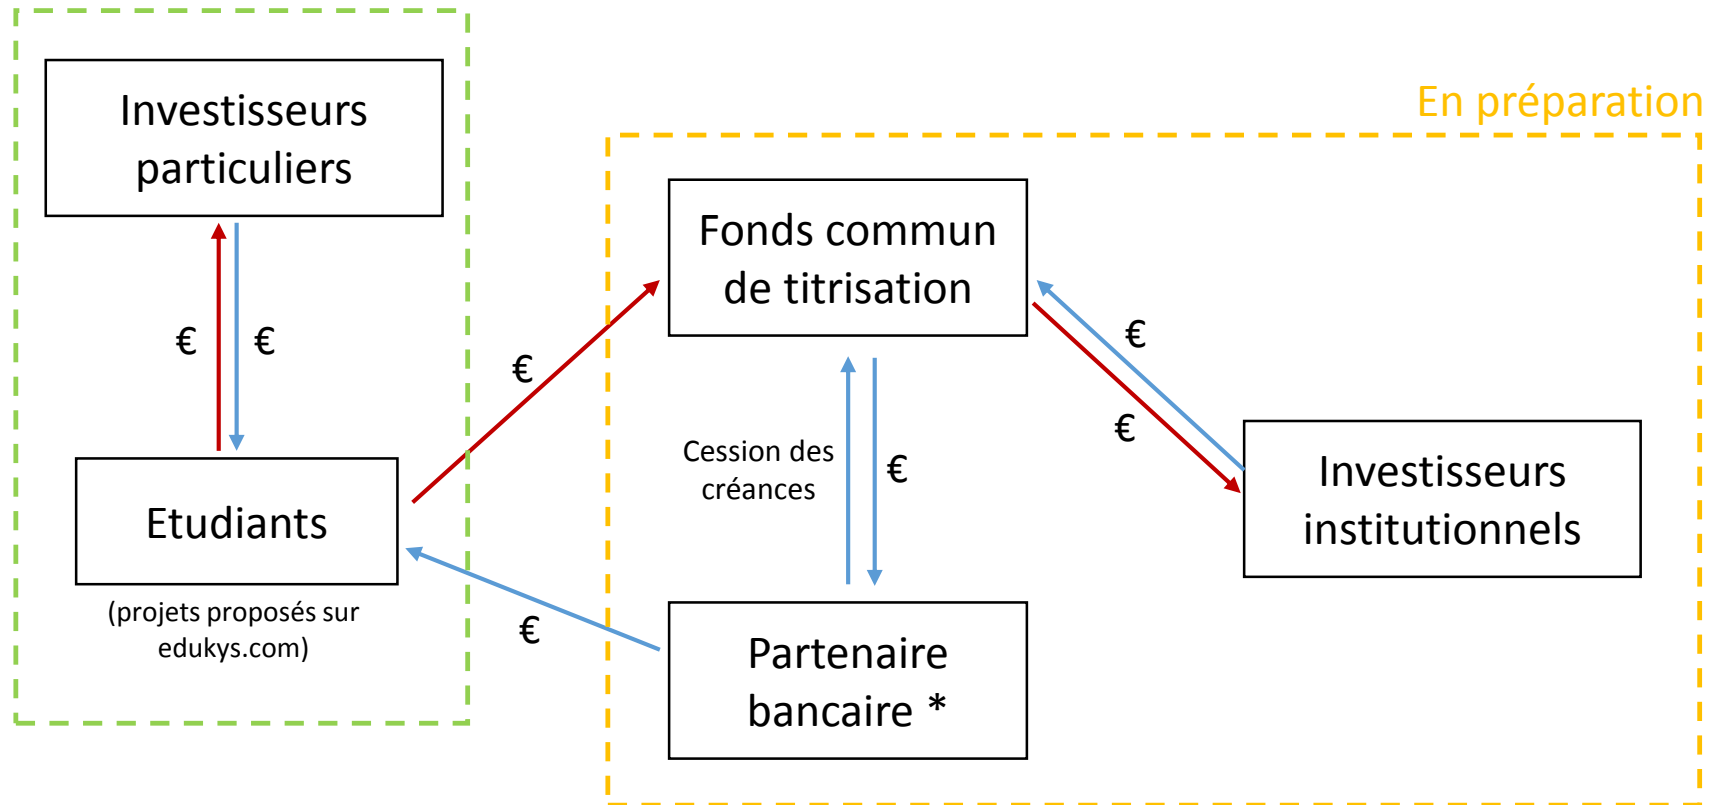 Investisseurs
particuliers
€
€
Etudiants
(projets proposés sur
edukys.com)
€
€
En préparation
Fonds commun
de titrisation
Cession des
créances
€
€
€
Partenaire
bancaire *
Investisseurs
institutionnels